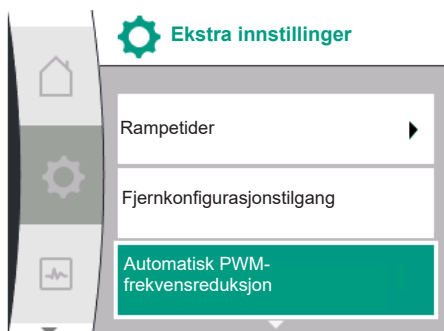 Ekstra innstillinger
Rampetider
Fjernkonfigurasjonstilgang
Automatisk PWM-
frekvensreduksjon